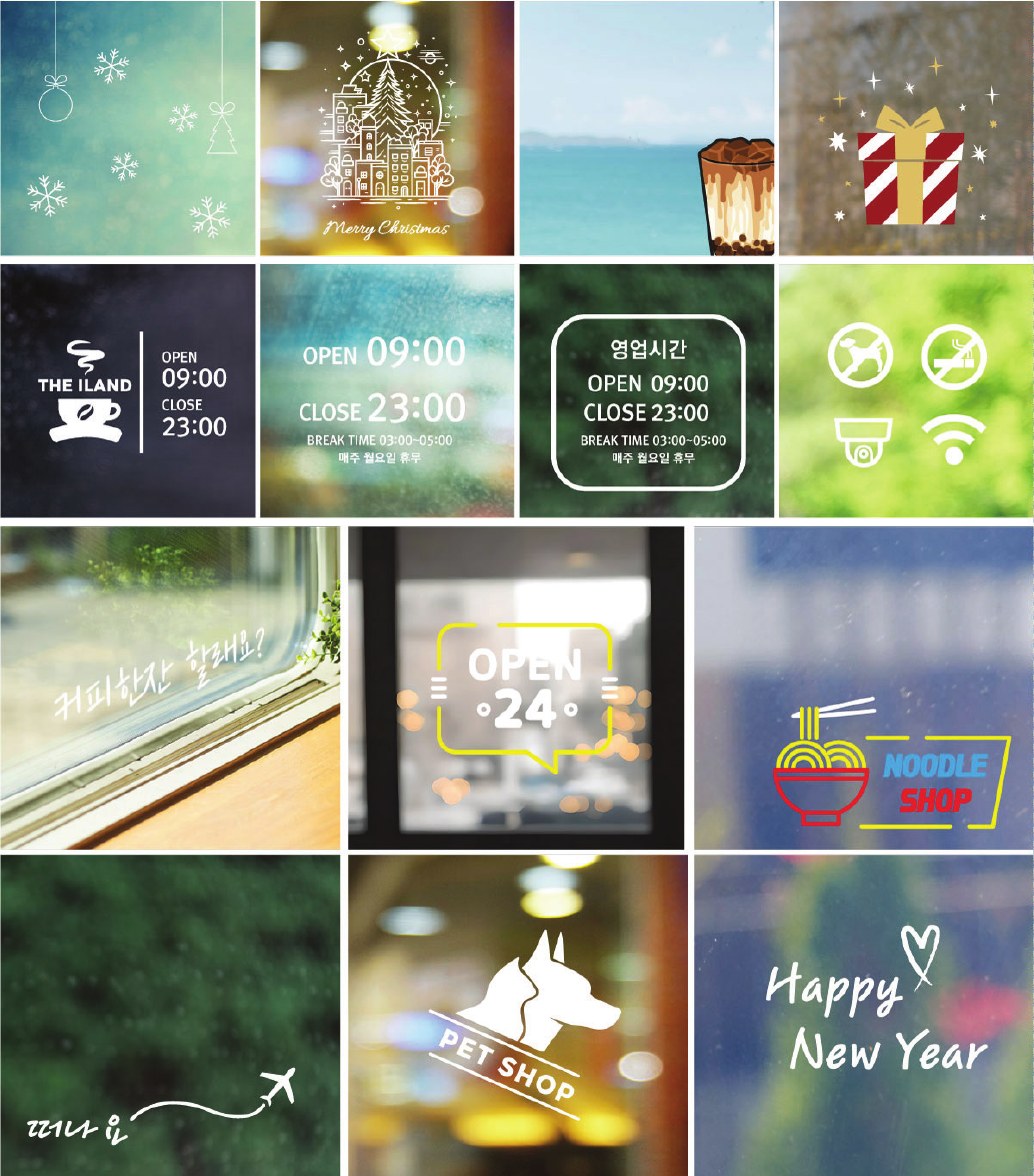 Merry Christmas
THE ILAND
OPEN
09:00
CLOSE
23:00
OPEN 09:00
CLOSE 23:00
BREAK TIME 03:00~05:00
매주 월요일 휴무
영업시간
OPEN 09:00
CLOSE 23:00
BREAK TIME 03:00~05:00
매주 월요일 휴무
커피한잔 할래요?
OPEN
24
NOODLE
SHOP
떠나요
PET SHOP
Happy
New Year